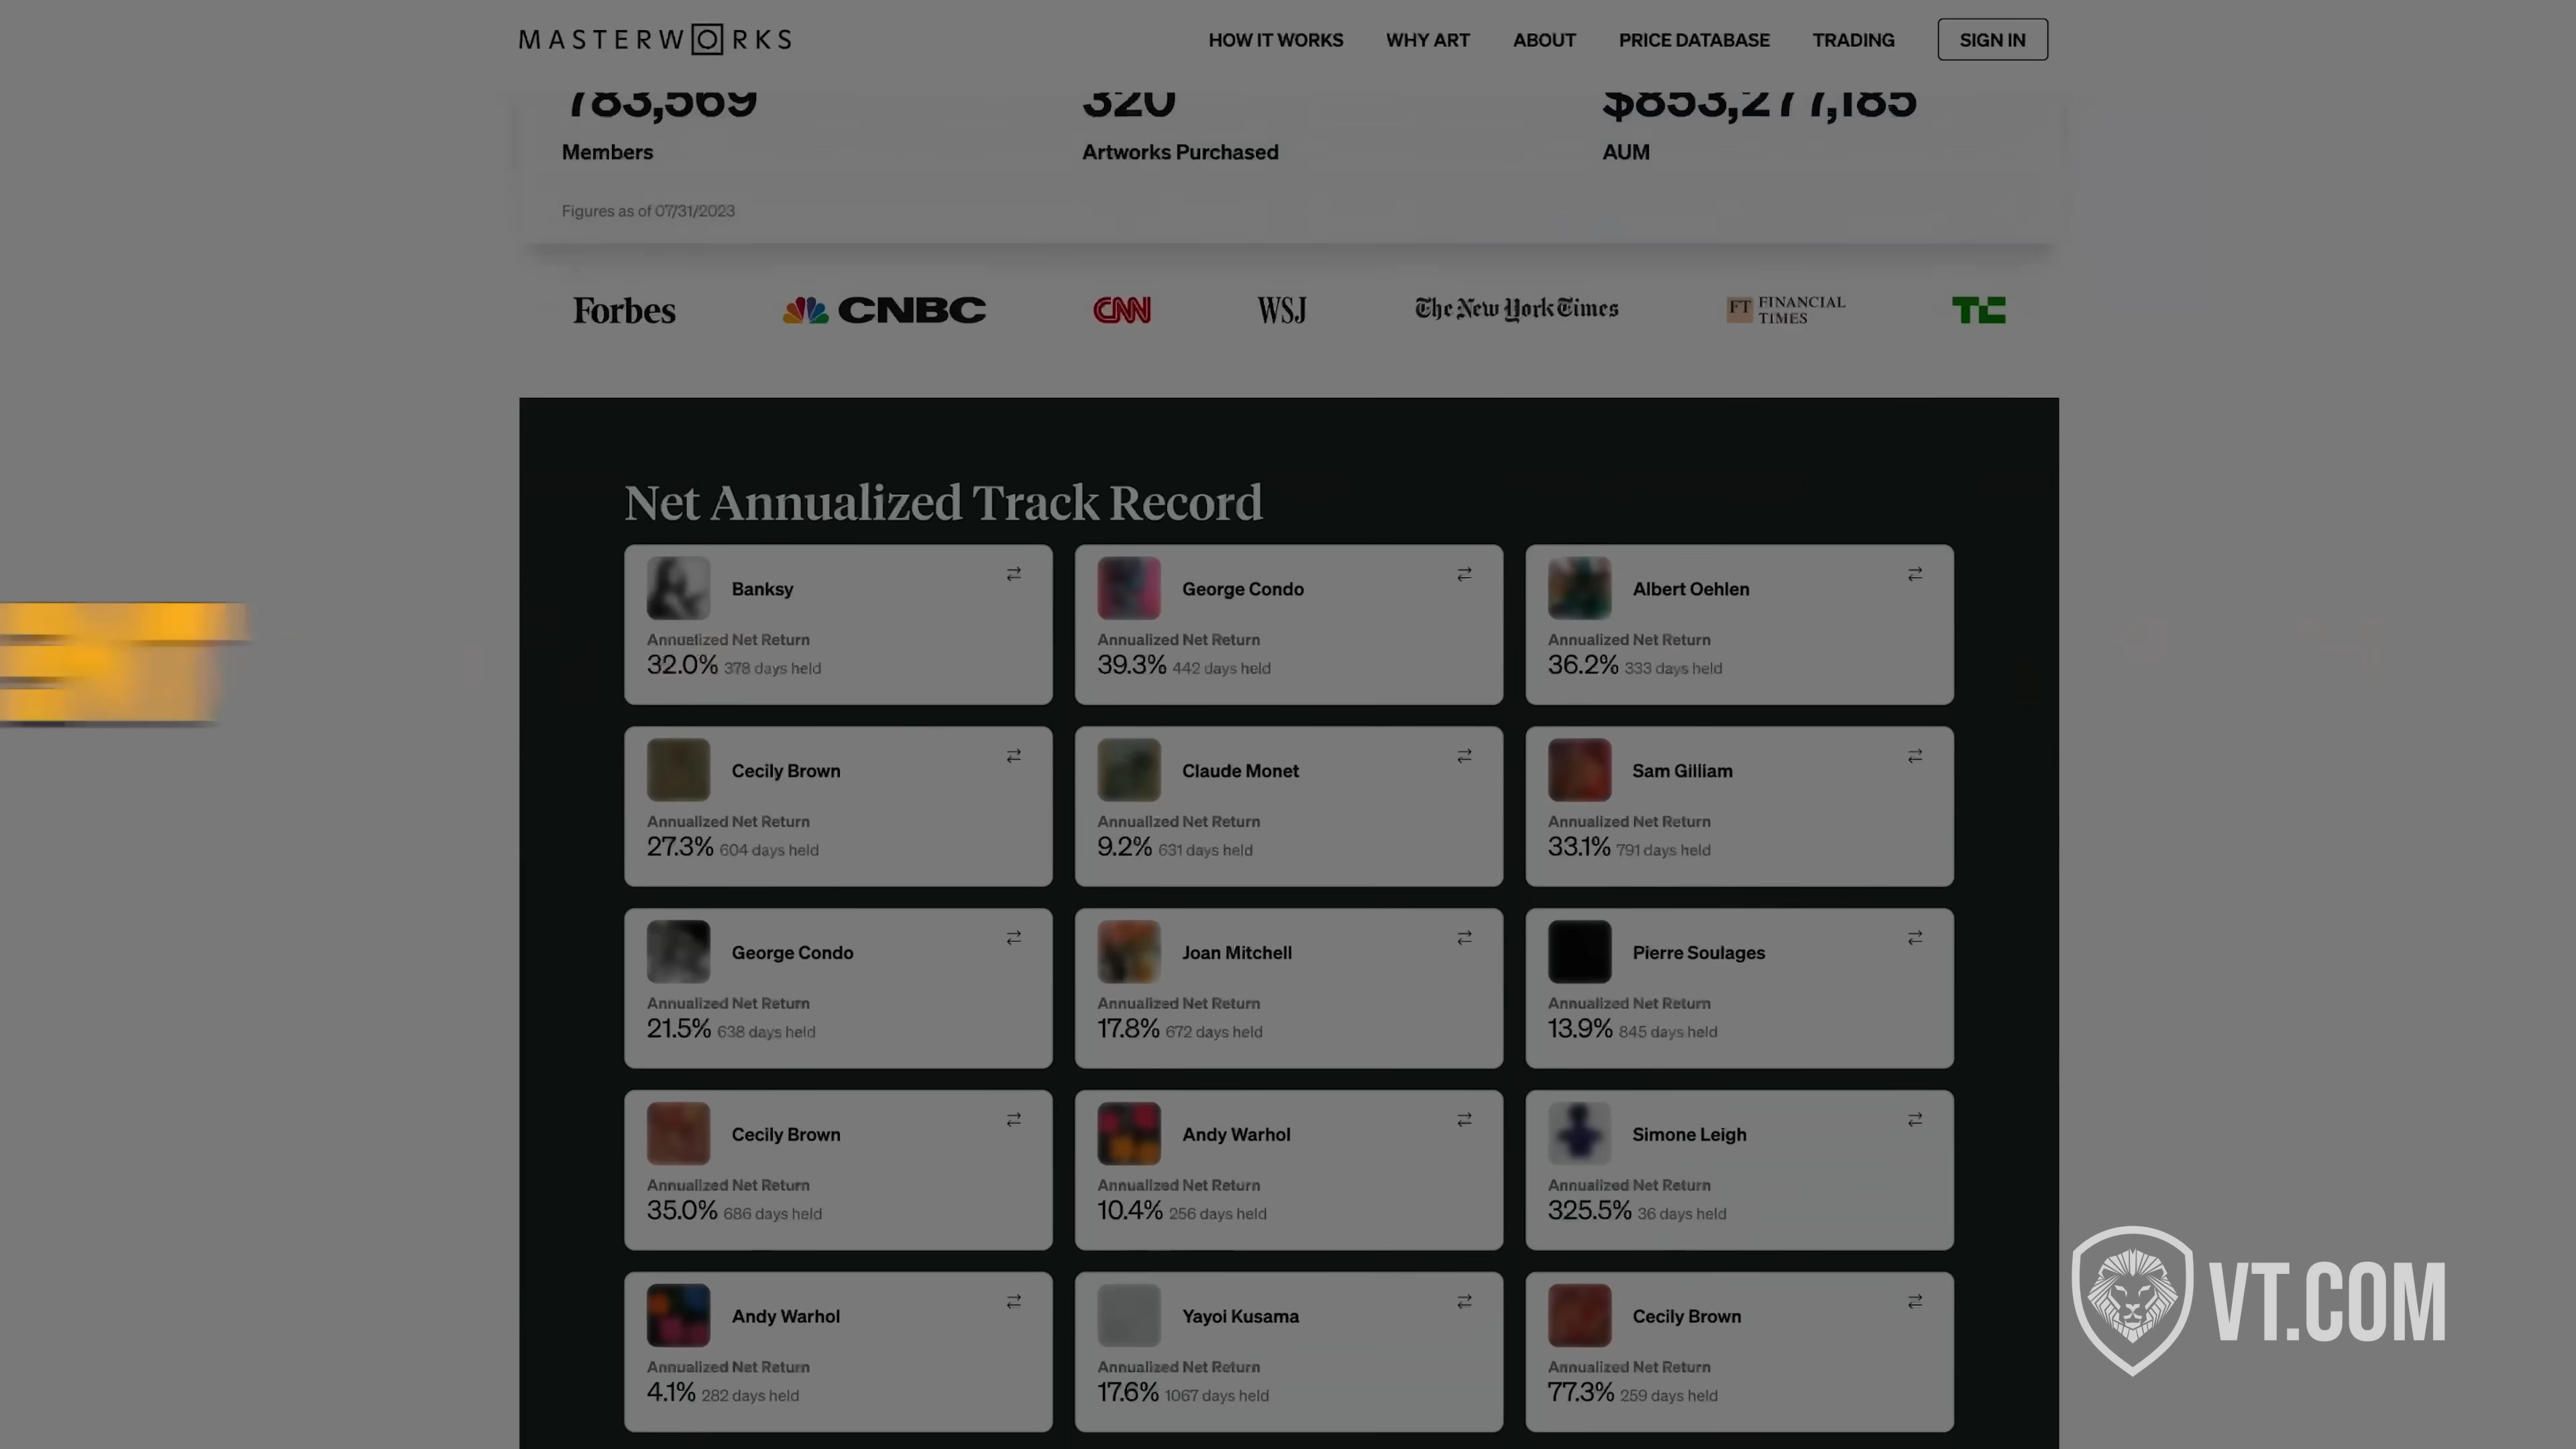 MASTERWORKS
HOW IT WORKS WHY ART ABOUT PRICE DATABASE TRADING SIGN IN
783,569 320 $853,277,185
Members Artworks Purchased AUM
Figures as of 07/31/2023
Forbes CNBC CNN WSJ The New York Times FT FINANCIAL TIMES TC
Net Annualized Track Record
Banksy George Condo Albert Oehlen
Annualized Net Return Annualized Net Return Annualized Net Return
32.0% 378 days held 39.3% 442 days held 36.2% 333 days held
Cecily Brown Claude Monet Sam Gilliam
Annualized Net Return Annualized Net Return Annualized Net Return
27.3% 604 days held 9.2% 631 days held 33.1% 791 days held
George Condo Joan Mitchell Pierre Soulages
Annualized Net Return Annualized Net Return Annualized Net Return
21.5% 638 days held 17.8% 672 days held 13.9% 845 days held
Cecily Brown Andy Warhol Simone Leigh
Annualized Net Return Annualized Net Return Annualized Net Return
35.0% 686 days held 10.4% 256 days held 325.5% 36 days held
Andy Warhol Yayoi Kusama Cecily Brown
Annualized Net Return Annualized Net Return Annualized Net Return
4.1% 282 days held 17.6% 1067 days held 77.3% 259 days held
VT.COM